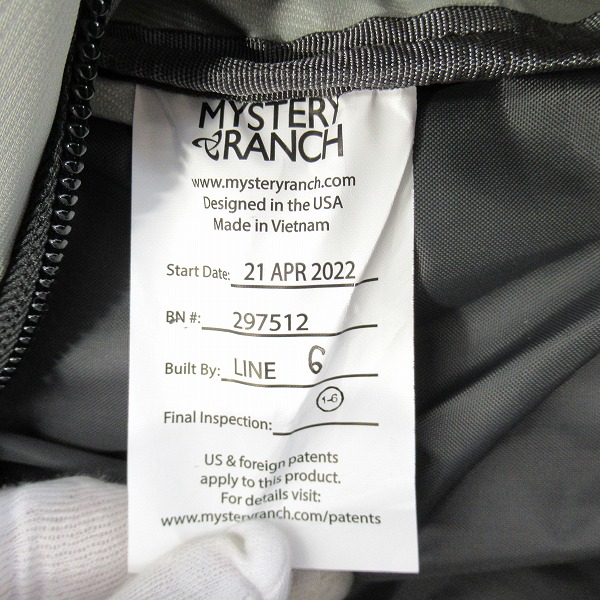 MYSTERY
RANCH
www.mysteryranch.com
Designed in the USA
Made in Vietnam
Start Date: 21 APR 2022
BN #: 297512
Built By: LINE 6
Final Inspection: 1-6
US & foreign patents
apply to this product.
For details visit:
www.mysteryranch.com/patents